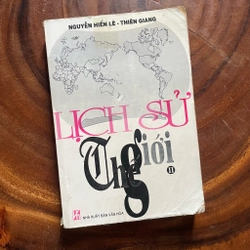 NGUYỄN HIẾN LÊ - THIÊN GIANG
LỊCH SỬ
Thế giới
II
NHÀ XUẤT BẢN VĂN HÓA